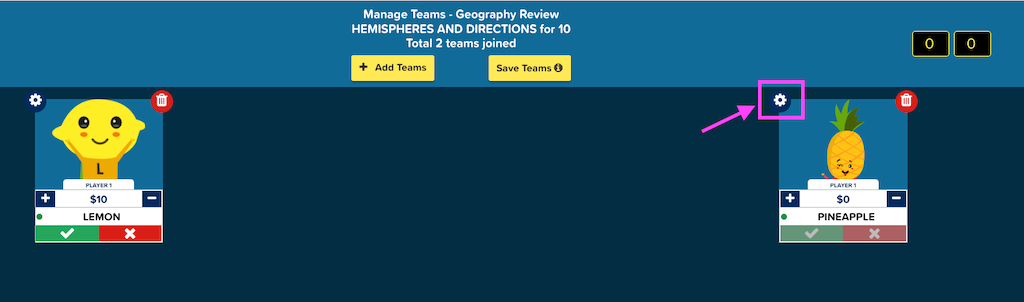 Manage Teams - Geography Review
HEMISPHERES AND DIRECTIONS for 10
Total 2 teams joined
+ Add Teams
Save Teams
0 0
L
PLAYER 1
+ $10 −
LEMON
PLAYER 1
+ $0 −
PINEAPPLE